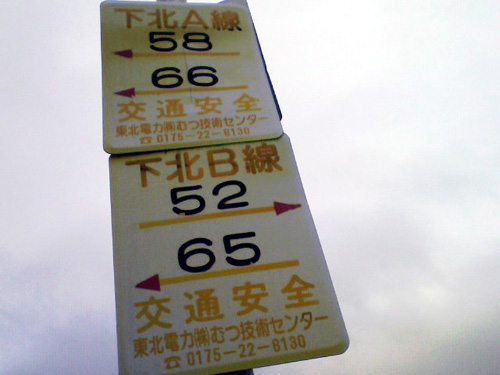 下北A線
58
66
交通安全
東北電力㈱むつ技術センター
☎0175-22-6130
下北B線
52
65
交通安全
東北電力㈱むつ技術センター
☎0175-22-6130